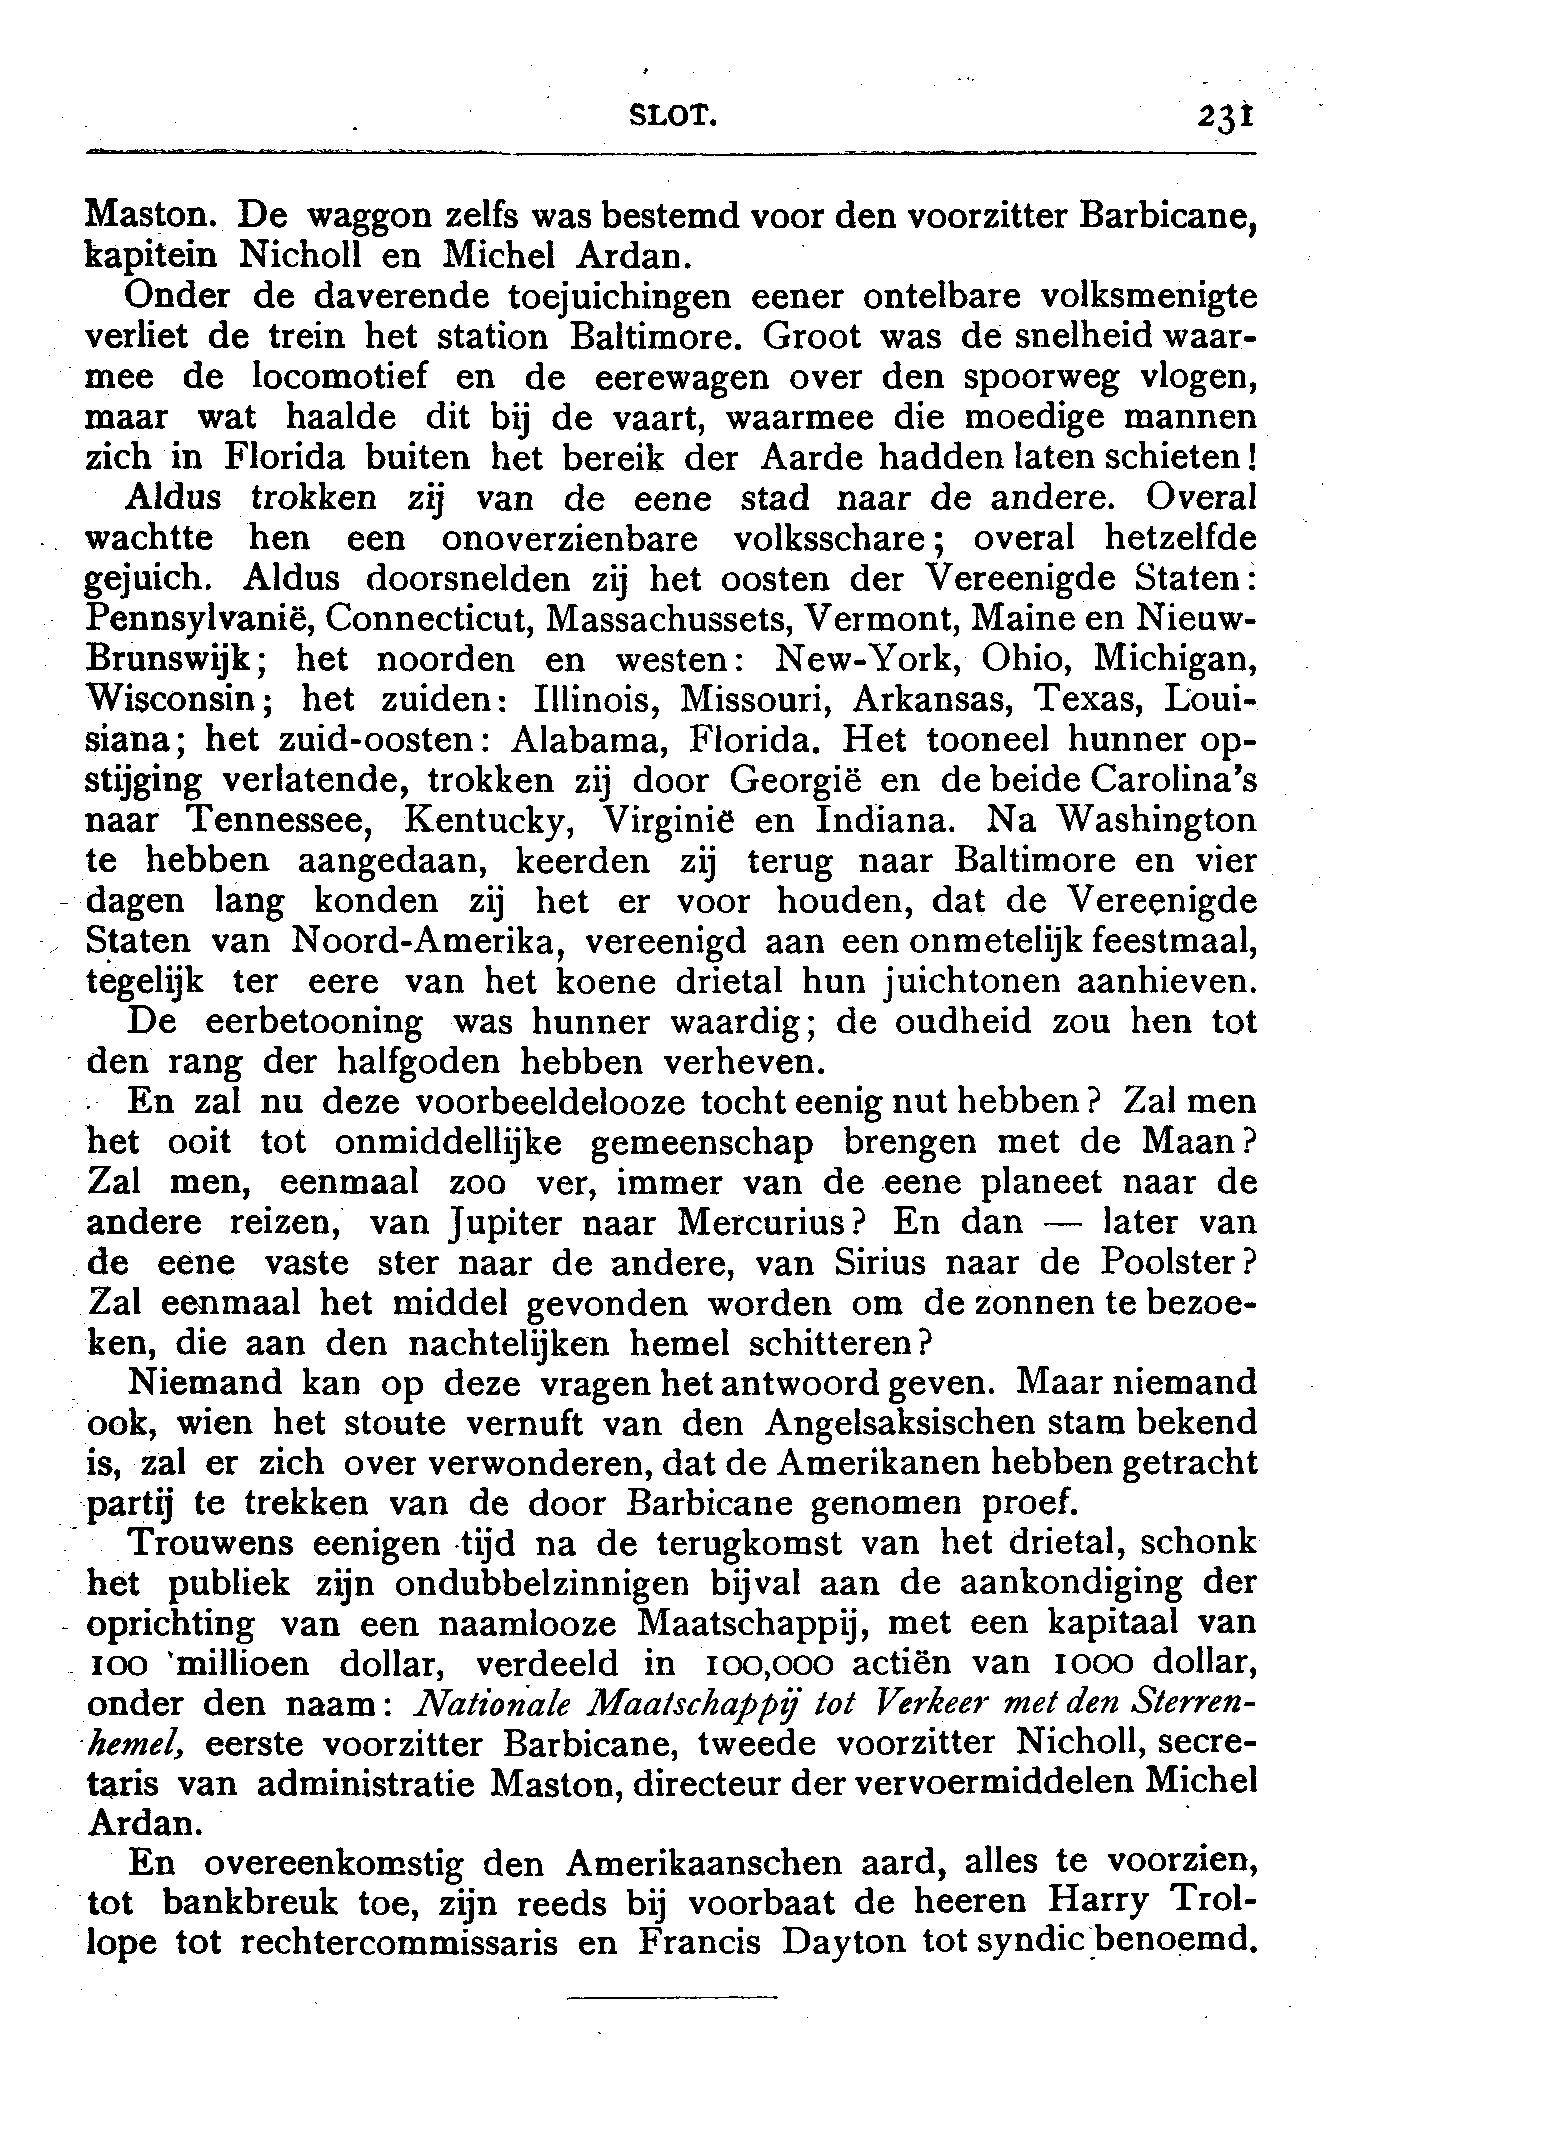 SLOT. 231
Maston. De waggon zelfs was bestemd voor den voorzitter Barbicane,
kapitein Nicholl en Michel Ardan.
Onder de daverende toejuichingen eener ontelbare volksmenigte
verliet de trein het station Baltimore. Groot was de snelheid waar-
mee de locomotief en de eerewagen over den spoorweg vlogen,
maar wat haalde dit bij de vaart, waarmee die moedige mannen
zich in Florida buiten het bereik der Aarde hadden laten schieten!
Aldus trokken zij van de eene stad naar de andere. Overal
wachtte hen een onoverzienbare volksschare; overal hetzelfde
gejuich. Aldus doorsnelden zij het oosten der Vereenigde Staten:
Pennsylvanië, Connecticut, Massachussets, Vermont, Maine en Nieuw-
Brunswijk; het noorden en westen: New-York, Ohio, Michigan,
Wisconsin; het zuiden: Illinois, Missouri, Arkansas, Texas, Loui-
siana; het zuid-oosten: Alabama, Florida. Het tooneel hunner op-
stijging verlatende, trokken zij door Georgië en de beide Carolina's
naar Tennessee, Kentucky, Virginië en Indiana. Na Washington
te hebben aangedaan, keerden zij terug naar Baltimore en vier
dagen lang konden zij het er voor houden, dat de Vereenigde
Staten van Noord-Amerika, vereenigd aan een onmetelijk feestmaal,
tegelijk ter eere van het koene drietal hun juichtonen aanhieven.
De eerbetooning was hunner waardig; de oudheid zou hen tot
den rang der halfgoden hebben verheven.
En zal nu deze voorbeeldelooze tocht eenig nut hebben? Zal men
het ooit tot onmiddellijke gemeenschap brengen met de Maan?
Zal men, eenmaal zoo ver, immer van de eene planeet naar de
andere reizen, van Jupiter naar Mercurius? En dan — later van
de eene vaste ster naar de andere, van Sirius naar de Poolster?
Zal eenmaal het middel gevonden worden om de zonnen te bezoe-
ken, die aan den nachtelijken hemel schitteren?
Niemand kan op deze vragen het antwoord geven. Maar niemand
ook, wien het stoute vernuft van den Angelsaksischen stam bekend
is, zal er zich over verwonderen, dat de Amerikanen hebben getracht
partij te trekken van de door Barbicane genomen proef.
Trouwens eenigen tijd na de terugkomst van het drietal, schonk
het publiek zijn ondubbelzinnigen bijval aan de aankondiging der
oprichting van een naamlooze Maatschappij, met een kapitaal van
100 millioen dollar, verdeeld in 100,000 actiën van 1000 dollar,
onder den naam: Nationale Maatschappij tot Verkeer met den Sterren-
hemel, eerste voorzitter Barbicane, tweede voorzitter Nicholl, secre-
taris van administratie Maston, directeur der vervoermiddelen Michel
Ardan.
En overeenkomstig den Amerikaanschen aard, alles te voorzien,
tot bankbreuk toe, zijn reeds bij voorbaat de heeren Harry Trol-
lope tot rechtercommissaris en Francis Dayton tot syndic benoemd.